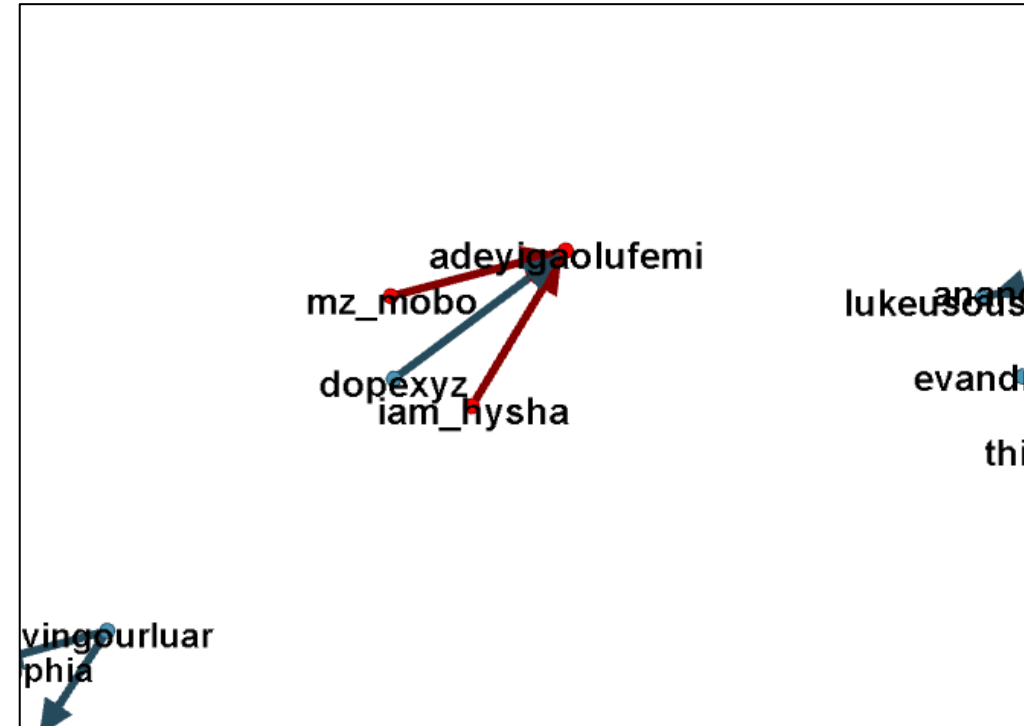 adeyigaolufemi
mz_mobo
lukeusous
evand
thi
dopexyz
iam_hysha
vingourluar
phia